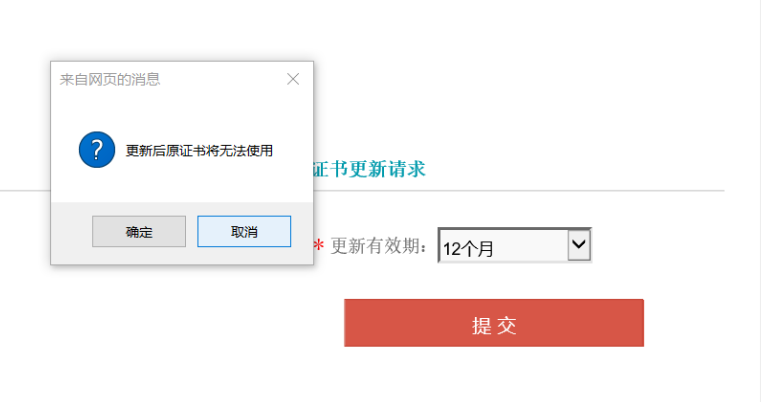 来自网页的消息
更新后原证书将无法使用
确定
取消
证书更新请求
* 更新有效期：
12个月
提交